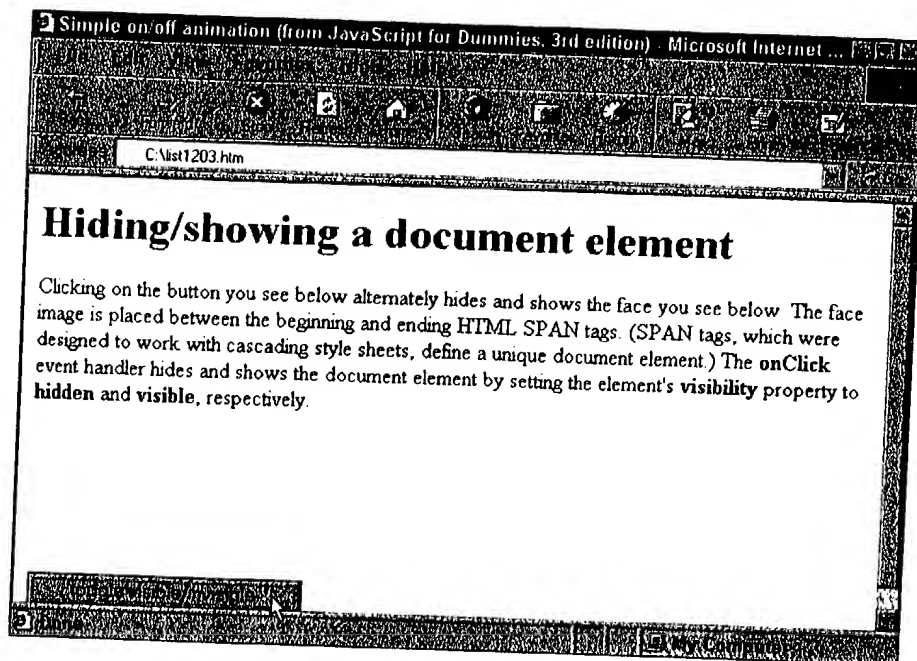 Simple on/off animation (from JavaScript for Dummies, 3rd edition) - Microsoft Internet ...
C:\list1203.htm
Hiding/showing a document element
Clicking on the button you see below alternately hides and shows the face you see below The face
image is placed between the beginning and ending HTML SPAN tags. (SPAN tags, which were
designed to work with cascading style sheets, define a unique document element.) The onClick
event handler hides and shows the document element by setting the element's visibility property to
hidden and visible, respectively.
Done
My Computer